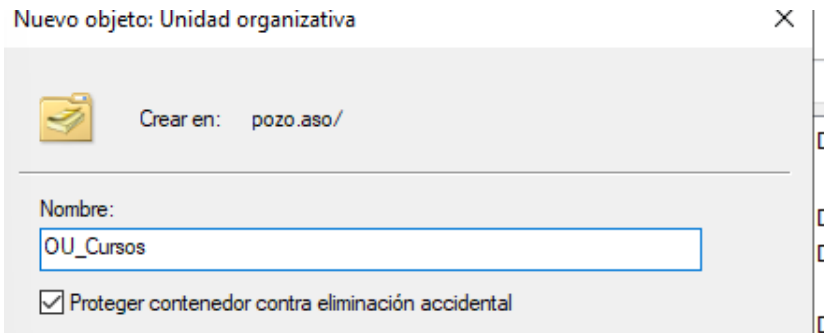 Nuevo objeto: Unidad organizativa
Crear en: pozo.aso/
Nombre:
OU_Cursos
Proteger contenedor contra eliminación accidental